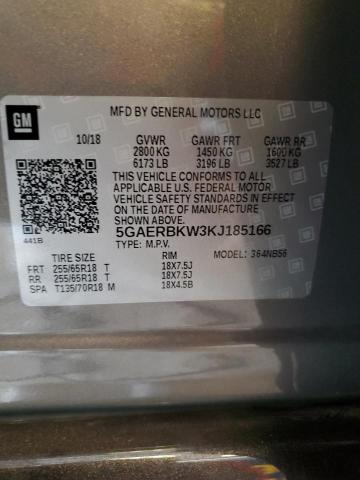 MFD BY GENERAL MOTORS LLC
GM
10/18 GVWR GAWR FRT GAWR RR
2800 KG 1450 KG 1600 KG
6173 LB 3196 LB 3527 LB
THIS VEHICLE CONFORMS TO ALL
APPLICABLE U.S. FEDERAL MOTOR
VEHICLE SAFETY STANDARDS IN EFFECT
ON THE DATE OF MANUFACTURE
SHOWN ABOVE.
441B
5GAERBKW3KJ185166
TYPE: M.P.V. MODEL: 364NB56
TIRE SIZE RIM
FRT 255/65R18 T 18X7.5J
RR 255/65R18 T 18X7.5J
SPA T135/70R18 M 18X4.5B